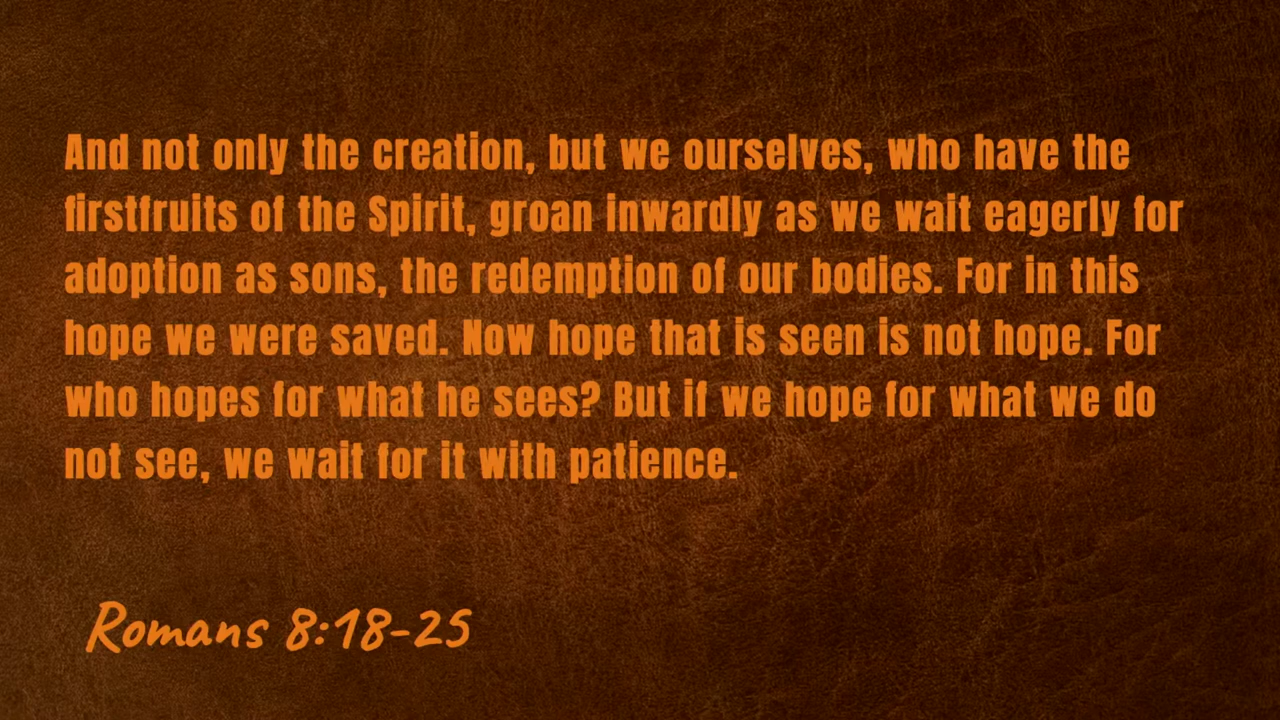 And not only the creation, but we ourselves, who have the
firstfruits of the Spirit, groan inwardly as we wait eagerly for
adoption as sons, the redemption of our bodies. For in this
hope we were saved. Now hope that is seen is not hope. For
who hopes for what he sees? But if we hope for what we do
not see, we wait for it with patience.
Romans 8:18-25